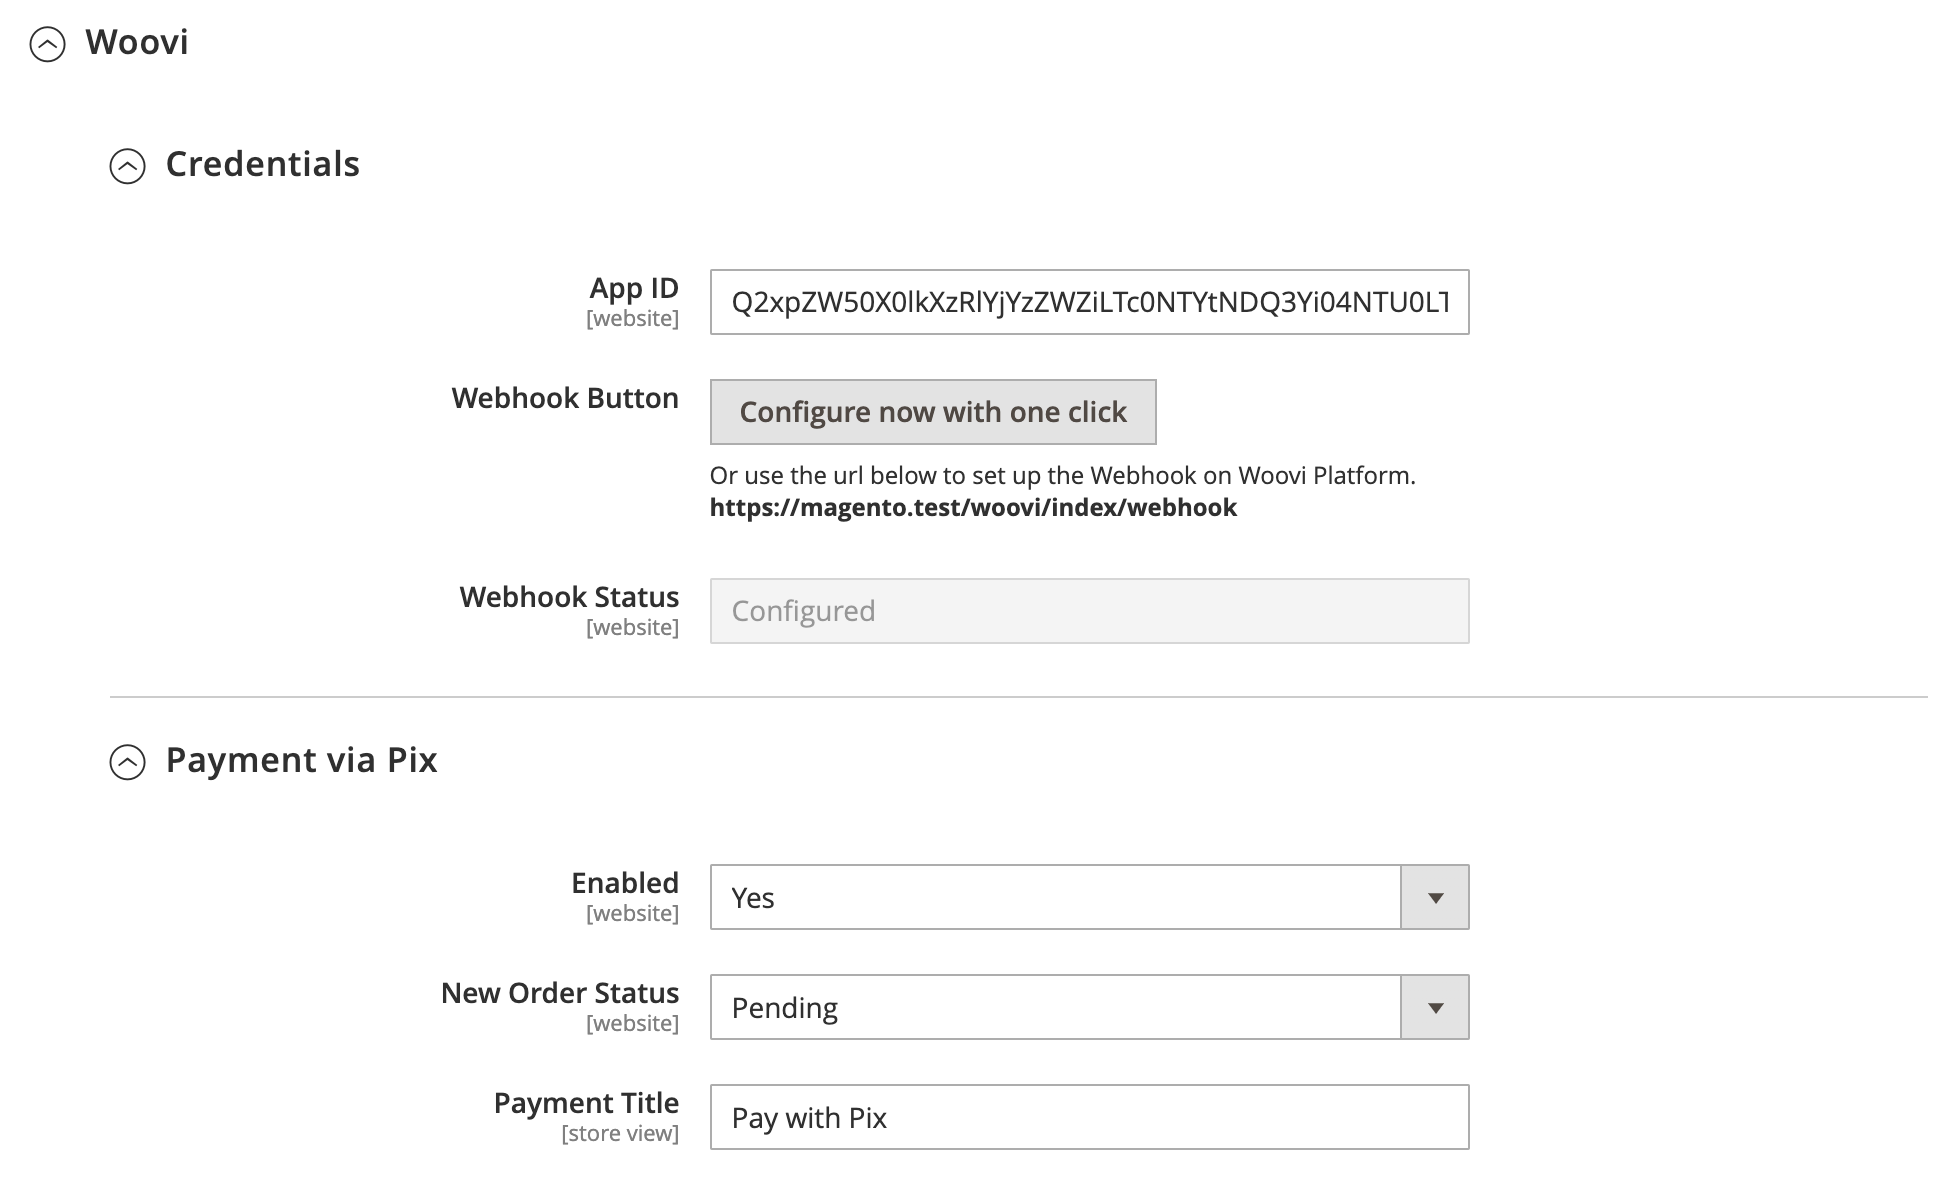 Woovi
Credentials
App ID
[website]
Q2xpZW50X0lkXzRlYjYzZWZiLTc0NTYtNDQ3Yi04NTU0LT
Webhook Button
Configure now with one click
Or use the url below to set up the Webhook on Woovi Platform.
https://magento.test/woovi/index/webhook
Webhook Status
[website]
Configured
Payment via Pix
Enabled
[website]
Yes
New Order Status
[website]
Pending
Payment Title
[store view]
Pay with Pix